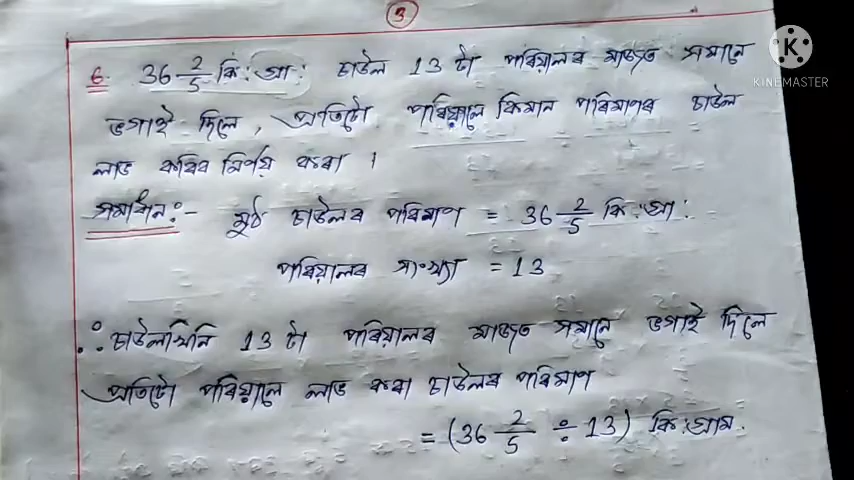 3
KINEMASTER
6. 36 2/5 কি:গ্ৰা: চাউল 13 টা পৰিয়ালৰ মাজত সমানে
ভগাই দিলে, প্ৰতিটো পৰিয়ালে কিমান পৰিমাণৰ চাউল
লাভ কৰিব নিৰ্ণয় কৰা ।
সমাধান:- মুঠ চাউলৰ পৰিমাণ = 36 2/5 কি:গ্ৰা:
পৰিয়ালৰ সংখ্যা = 13
∴ চাউলখিনি 13 টা পৰিয়ালৰ মাজত সমানে ভগাই দিলে
প্ৰতিটো পৰিয়ালে লাভ কৰা চাউলৰ পৰিমাণ
= (36 2/5 ÷ 13) কি:গ্ৰাম.